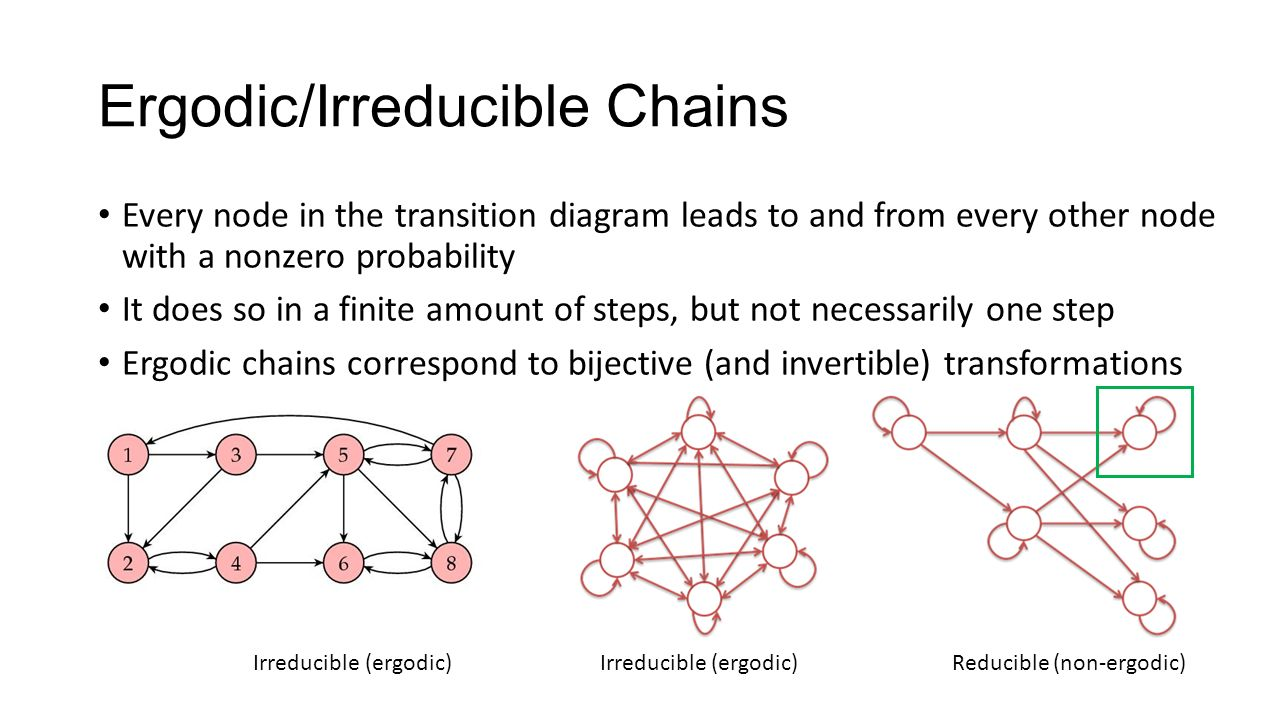 Ergodic/Irreducible Chains
• Every node in the transition diagram leads to and from every other node
with a nonzero probability
• It does so in a finite amount of steps, but not necessarily one step
• Ergodic chains correspond to bijective (and invertible) transformations
1 3 5 7
2 4 6 8
Irreducible (ergodic) Irreducible (ergodic) Reducible (non-ergodic)